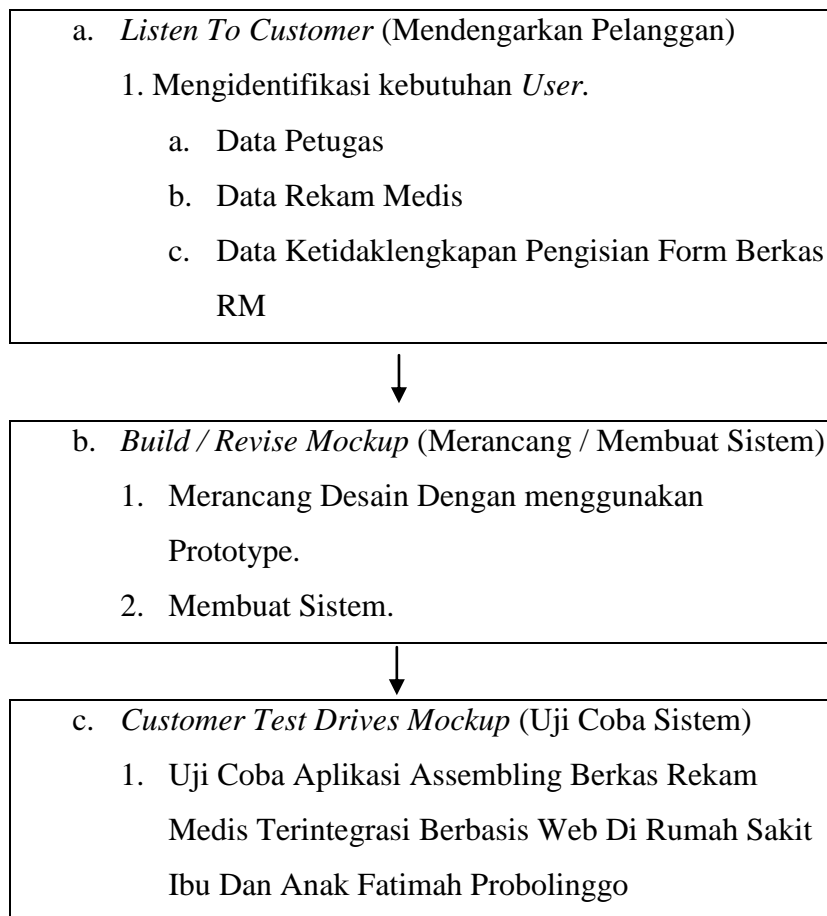 a. Listen To Customer (Mendengarkan Pelanggan)
1. Mengidentifikasi kebutuhan User.
a. Data Petugas
b. Data Rekam Medis
c. Data Ketidaklengkapan Pengisian Form Berkas
RM
b. Build / Revise Mockup (Merancang / Membuat Sistem)
1. Merancang Desain Dengan menggunakan
Prototype.
2. Membuat Sistem.
c. Customer Test Drives Mockup (Uji Coba Sistem)
1. Uji Coba Aplikasi Assembling Berkas Rekam
Medis Terintegrasi Berbasis Web Di Rumah Sakit
Ibu Dan Anak Fatimah Probolinggo